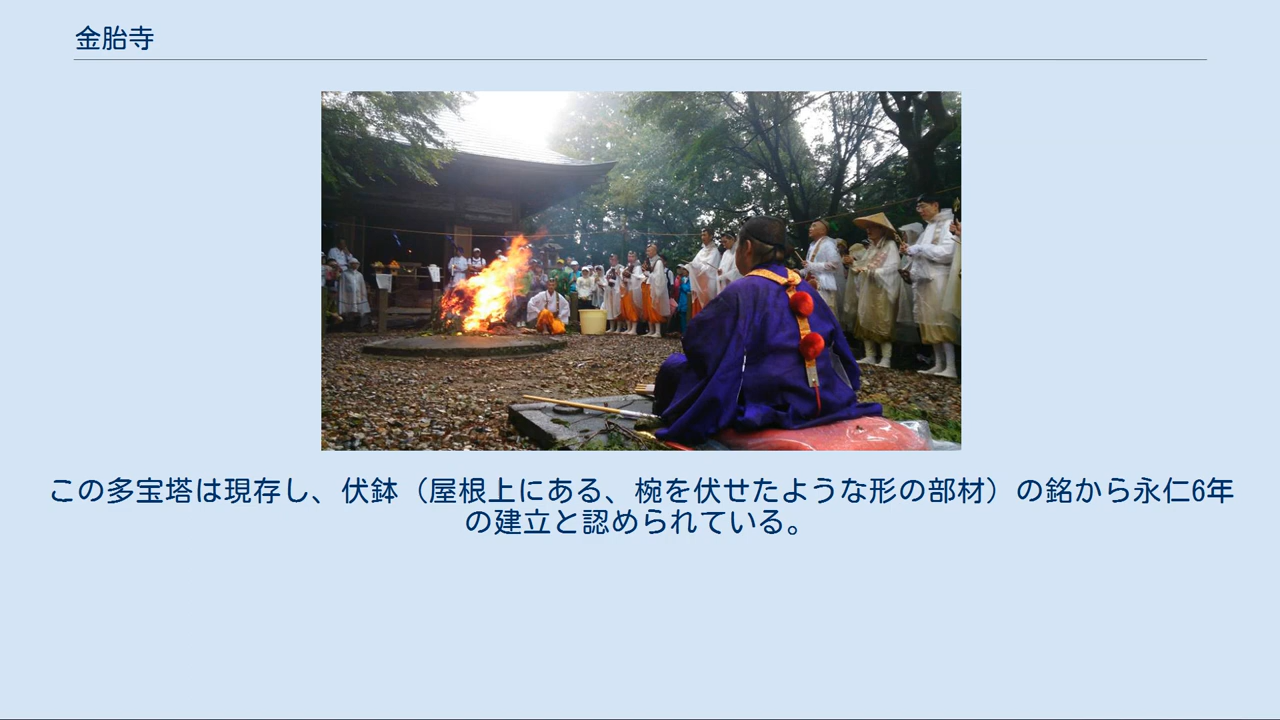 金胎寺
この多宝塔は現存し、伏鉢（屋根上にある、椀を伏せたような形の部材）の銘から永仁6年
の建立と認められている。